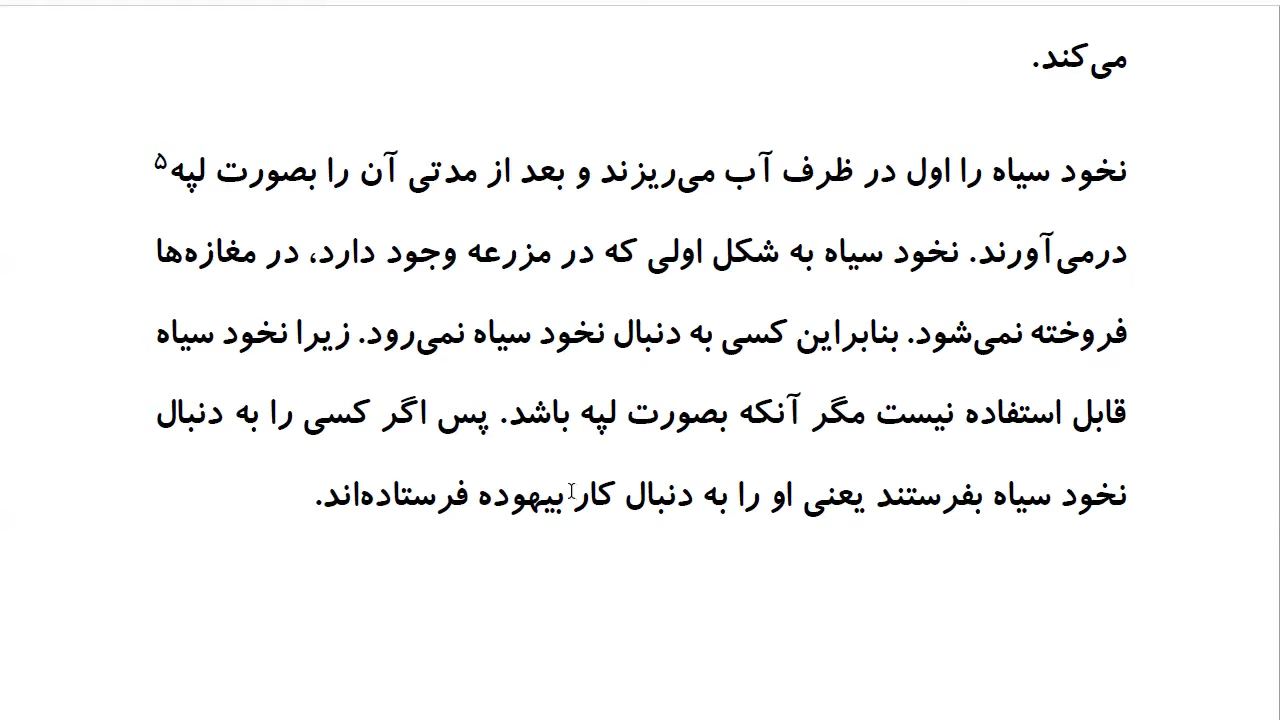 می‌کند.
نخود سیاه را اول در ظرف آب می‌ریزند و بعد از مدتی آن را بصورت لپه۵
درمی‌آورند. نخود سیاه به شکل اولی که در مزرعه وجود دارد، در مغازه‌ها
فروخته نمی‌شود. بنابراین کسی به دنبال نخود سیاه نمی‌رود. زیرا نخود سیاه
قابل استفاده نیست مگر آنکه بصورت لپه باشد. پس اگر کسی را به دنبال
نخود سیاه بفرستند یعنی او را به دنبال کار بیهوده فرستاده‌اند.